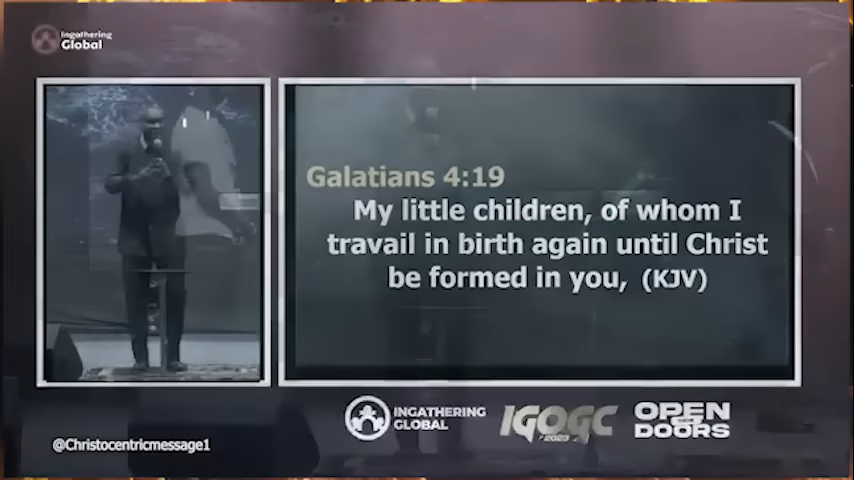 Ingathering
Global
Galatians 4:19
My little children, of whom I
travail in birth again until Christ
be formed in you, (KJV)
INGATHERING
GLOBAL
IGOGC
2023
OPEN
DOORS
@Christocentricmessage1